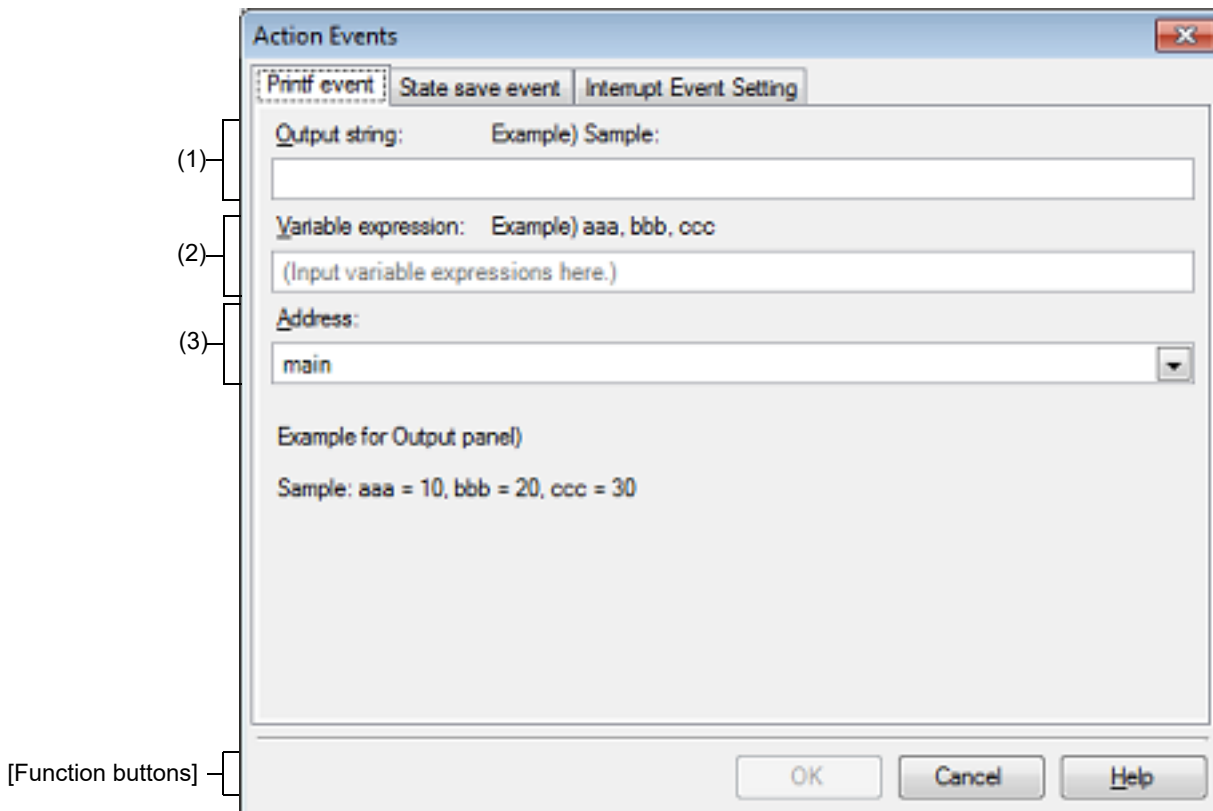 Action Events
Printf event State save event Interrupt Event Setting
(1)
Output string: Example) Sample:
(2)
Variable expression: Example) aaa, bbb, ccc
(Input variable expressions here.)
(3)
Address:
main
Example for Output panel)
Sample: aaa = 10, bbb = 20, ccc = 30
[Function buttons]
OK Cancel Help